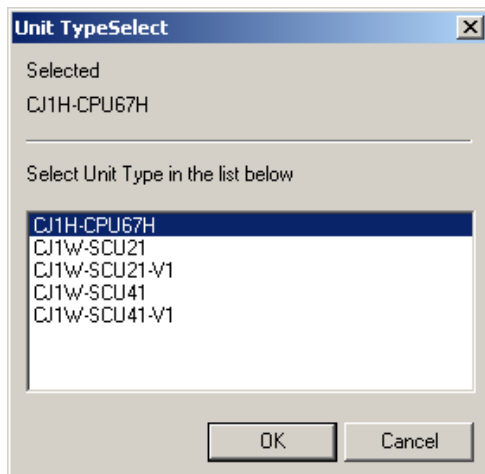 Unit TypeSelect
Selected
CJ1H-CPU67H
Select Unit Type in the list below
CJ1H-CPU67H
CJ1W-SCU21
CJ1W-SCU21-V1
CJ1W-SCU41
CJ1W-SCU41-V1
OK Cancel